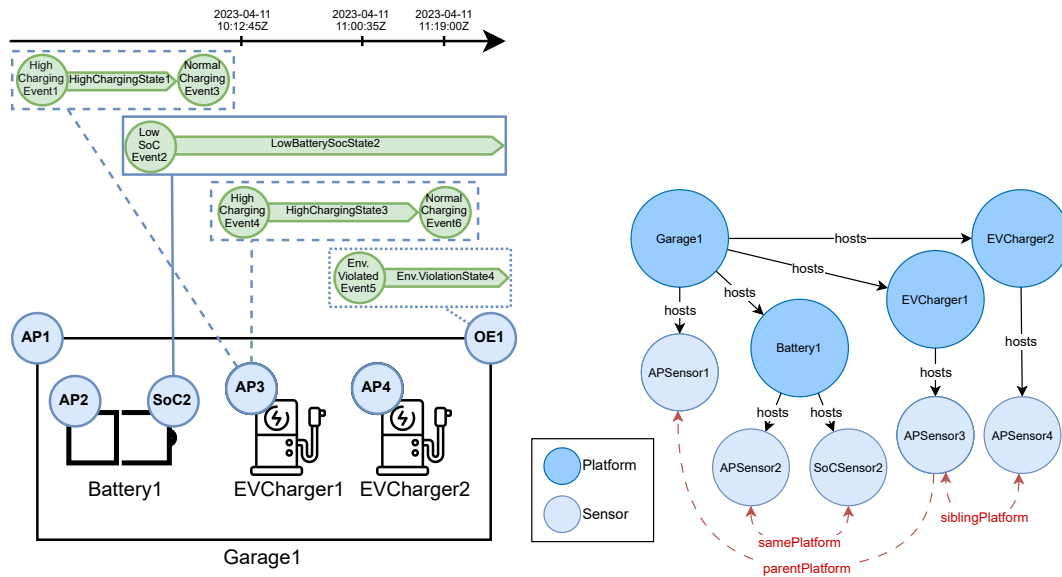 2023-04-11
10:12:45Z
2023-04-11
11:00:35Z
2023-04-11
11:19:00Z
High
Charging
Event1
HighChargingState1
Normal
Charging
Event3
Low
SoC
Event2
LowBatterySocState2
High
Charging
Event4
HighChargingState3
Normal
Charging
Event6
Env.
Violated
Event5
Env.ViolationState4
AP1
OE1
AP2
SoC2
AP3
AP4
Battery1
EVCharger1
EVCharger2
Garage1
Garage1
hosts
EVCharger2
hosts
EVCharger1
hosts
hosts
Battery1
APSensor1
hosts
hosts
hosts
hosts
APSensor2
SoCSensor2
APSensor3
APSensor4
Platform
Sensor
samePlatform
siblingPlatform
parentPlatform